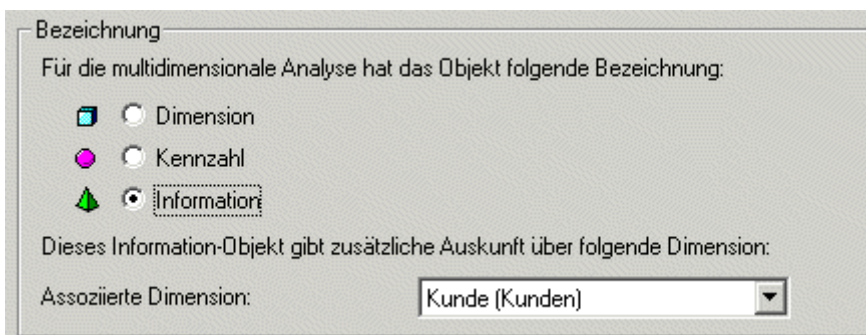 Bezeichnung
Für die multidimensionale Analyse hat das Objekt folgende Bezeichnung:
Dimension
Kennzahl
Information
Dieses Information-Objekt gibt zusätzliche Auskunft über folgende Dimension:
Assoziierte Dimension: Kunde (Kunden)